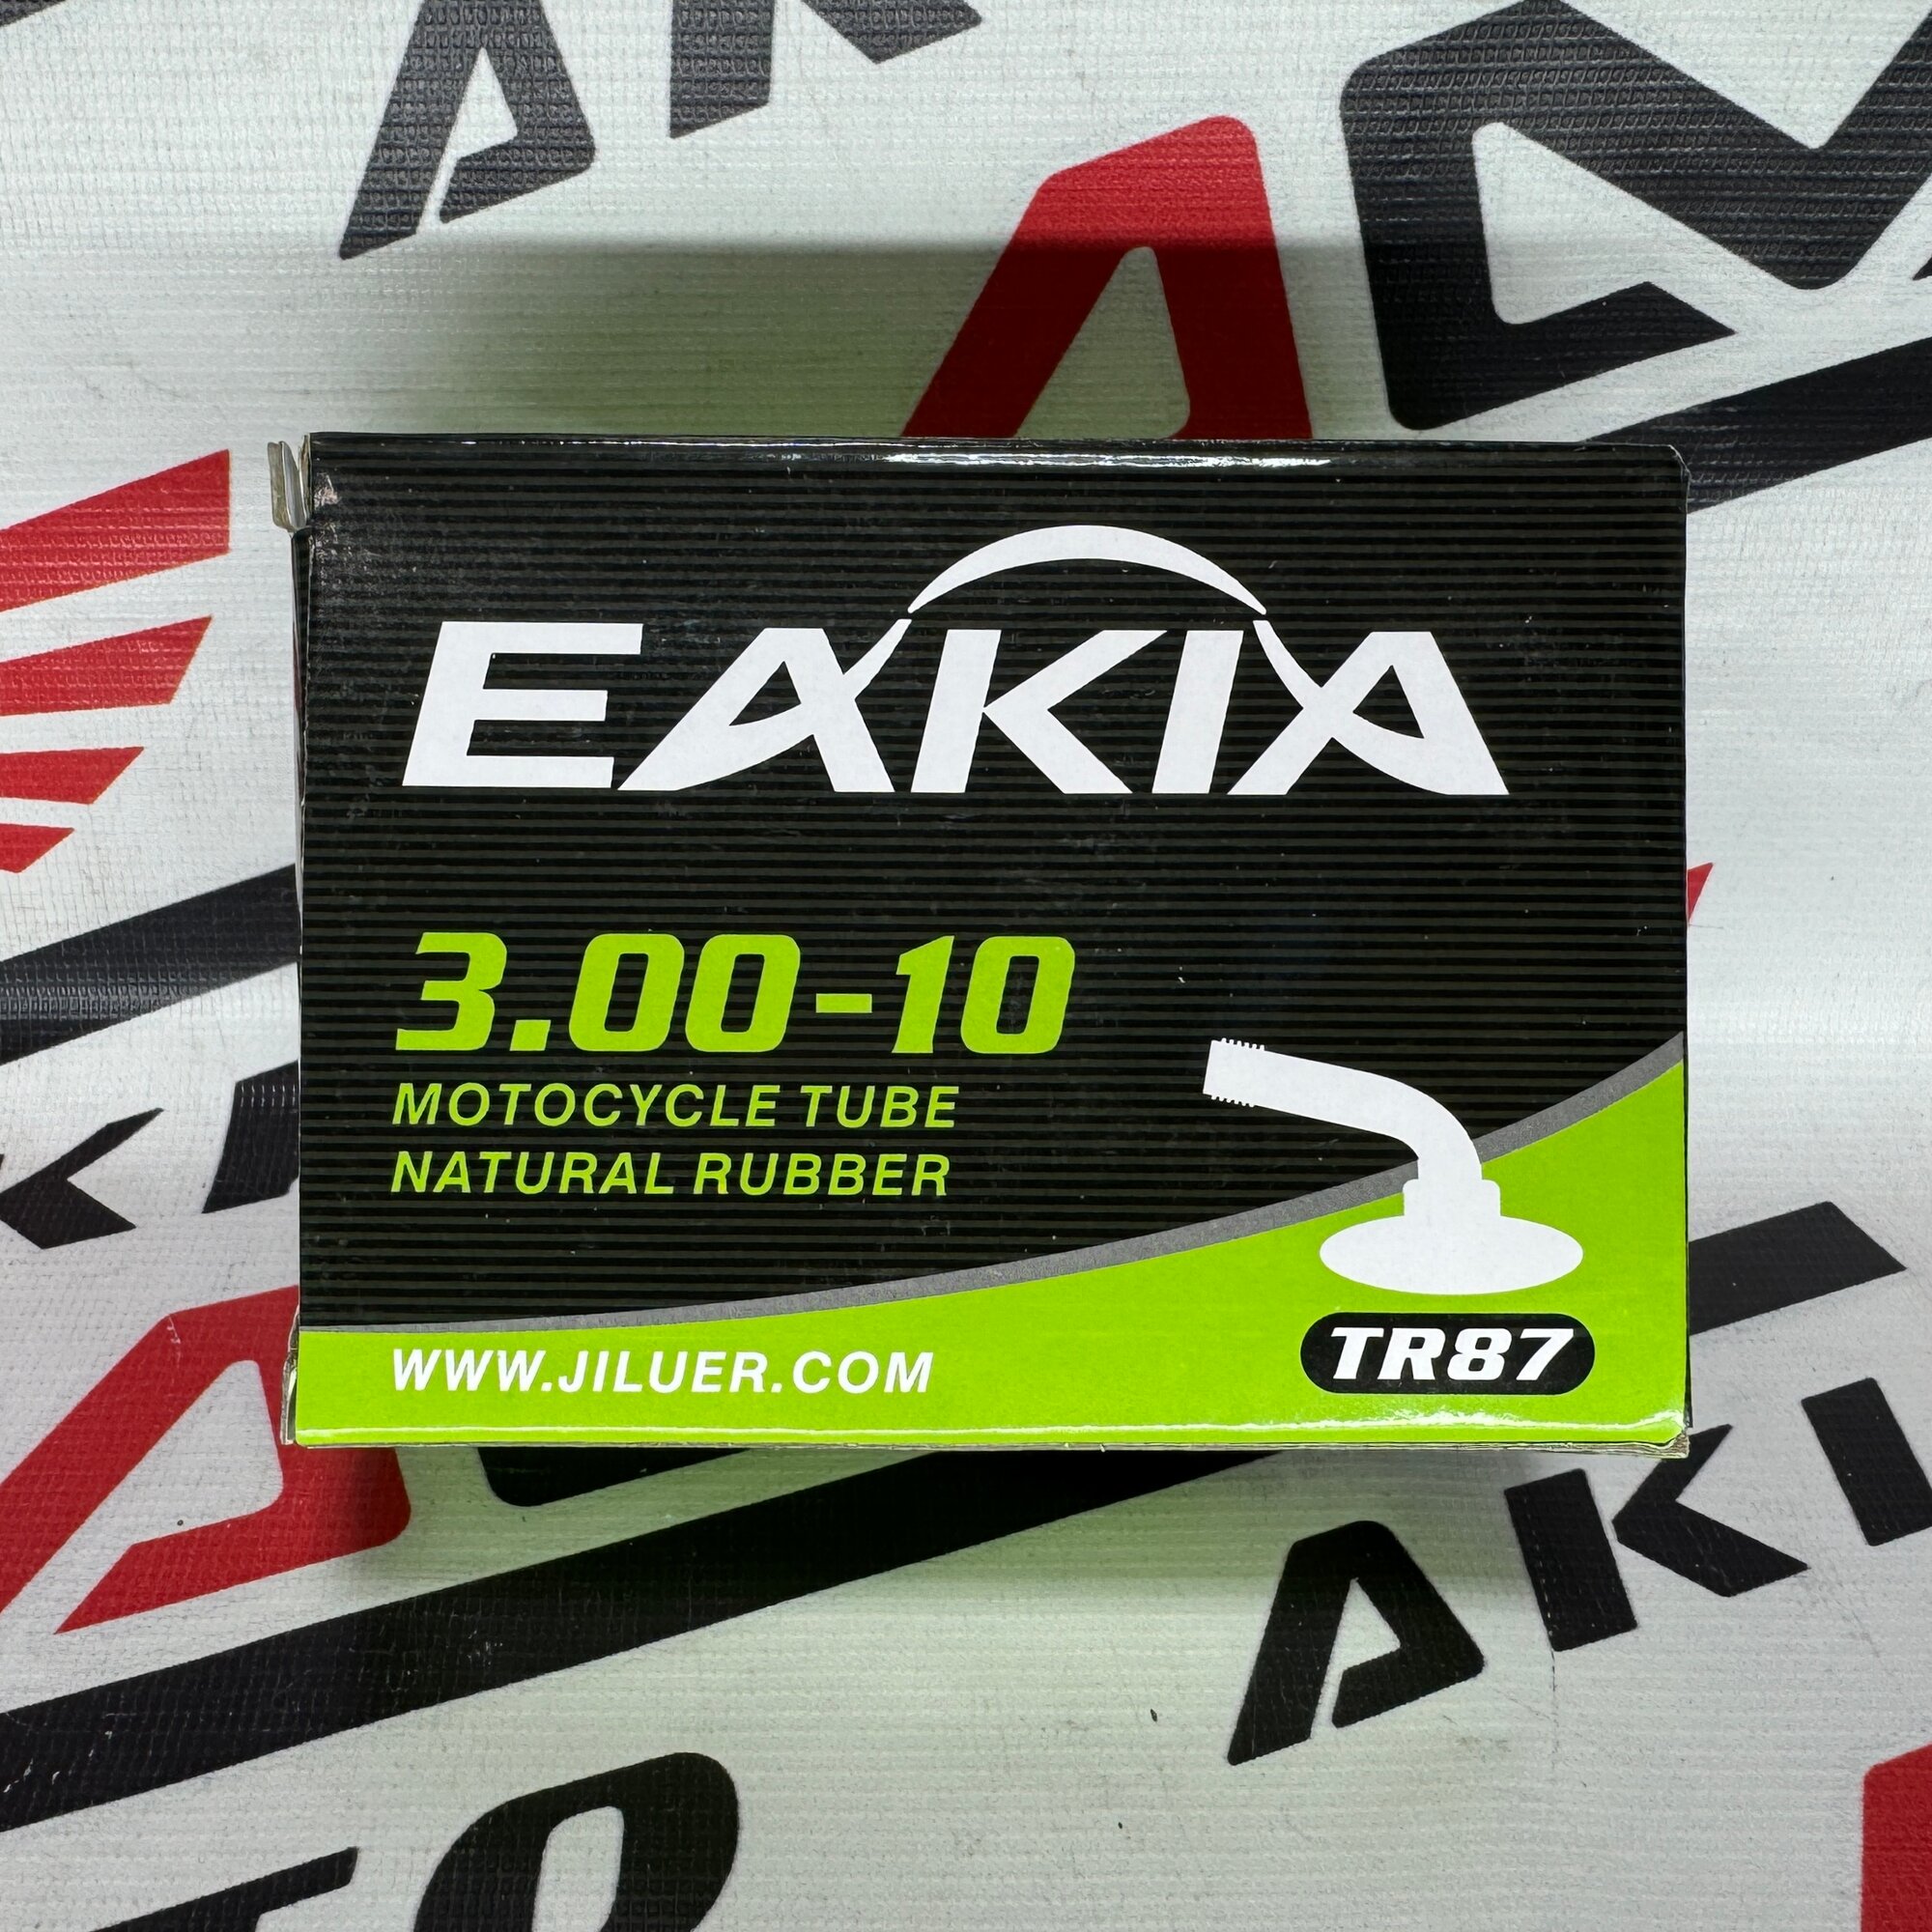 EAKIA
3.00-10
MOTOCYCLE TUBE
NATURAL RUBBER
WWW.JILUER.COM
TR87